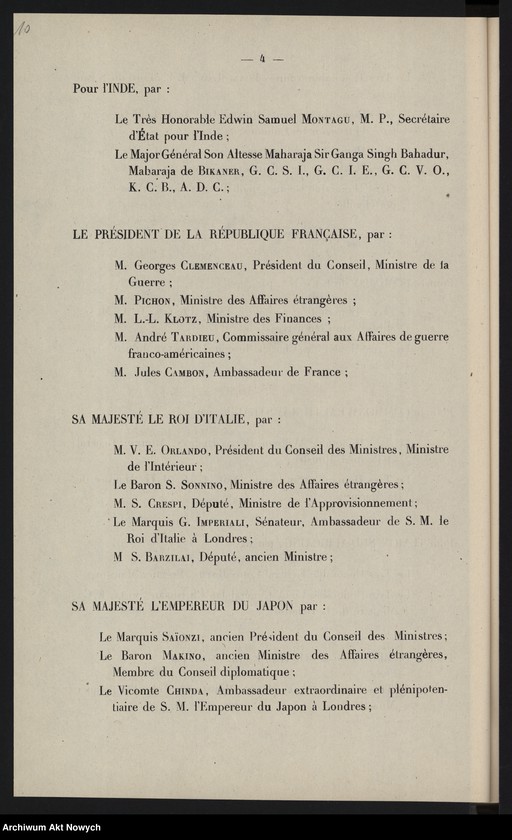 10
— 4 —
Pour l'INDE, par :
Le Très Honorable Edwin Samuel MONTAGU, M. P., Secrétaire
d'État pour l'Inde ;
Le Major Général Son Altesse Maharaja Sir Ganga Singh Bahadur,
Maharaja de BIKANER, G. C. S. I., G. C. I. E., G. C. V. O.,
K. C. B., A. D. C. ;
LE PRÉSIDENT DE LA RÉPUBLIQUE FRANÇAISE, par :
M. Georges CLEMENCEAU, Président du Conseil, Ministre de la
Guerre ;
M. PICHON, Ministre des Affaires étrangères ;
M. L.-L. KLOTZ, Ministre des Finances ;
M. André TARDIEU, Commissaire général aux Affaires de guerre
franco-américaines ;
M. Jules CAMBON, Ambassadeur de France ;
SA MAJESTÉ LE ROI D'ITALIE, par :
M. V. E. ORLANDO, Président du Conseil des Ministres, Ministre
de l'Intérieur ;
Le Baron S. SONNINO, Ministre des Affaires étrangères ;
M. S. CRESPI, Député, Ministre de l'Approvisionnement ;
Le Marquis G. IMPERIALI, Sénateur, Ambassadeur de S. M. le
Roi d'Italie à Londres ;
M S. BARZILAI, Député, ancien Ministre ;
SA MAJESTÉ L'EMPEREUR DU JAPON par :
Le Marquis SAÏONZI, ancien Président du Conseil des Ministres ;
Le Baron MAKINO, ancien Ministre des Affaires étrangères,
Membre du Conseil diplomatique ;
Le Vicomte CHINDA, Ambassadeur extraordinaire et plénipoten-
tiaire de S. M. l'Empereur du Japon à Londres ;
Archiwum Akt Nowych